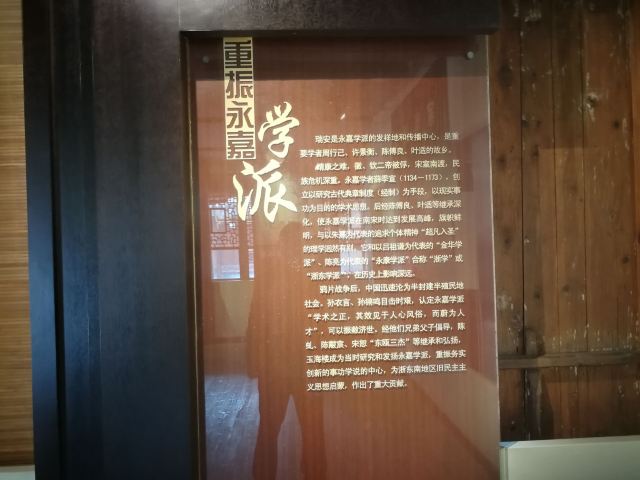 重振永嘉
学派
瑞安是永嘉学派的发祥地和传播中心，是重
要学者周行己、许景衡、陈傅良、叶适的故乡。
靖康之难，徽、钦二帝被俘，宋室南渡，民
族危机深重。永嘉学者薛季宣（1134—1173），创
立以研究古代典章制度（经制）为手段，以现实事
功为目的的学术思想。后经陈傅良、叶适等继承深
化，使永嘉学派在南宋时达到发展高峰，旗帜鲜
明，与以朱熹为代表的追求个体精神“超凡入圣”
的理学迥然有别，它和以吕祖谦为代表的“金华学
派”、陈亮为代表的“永康学派”合称“浙学”或
“浙东学派”，在历史上影响深远。
鸦片战争后，中国迅速沦为半封建半殖民地
社会。孙衣言、孙锵鸣目击时艰，认定永嘉学派
“学术之正，其效见于人心风俗，而蔚为人
才”，可以振敝济世。经他们兄弟父子倡导，陈
虬、陈黻宸、宋恕“东瓯三杰”等继承和弘扬，
玉海楼成为当时研究和发扬永嘉学派，重振务实
创新的事功学说的中心，为浙东南地区旧民主主
义思想启蒙，作出了重大贡献。